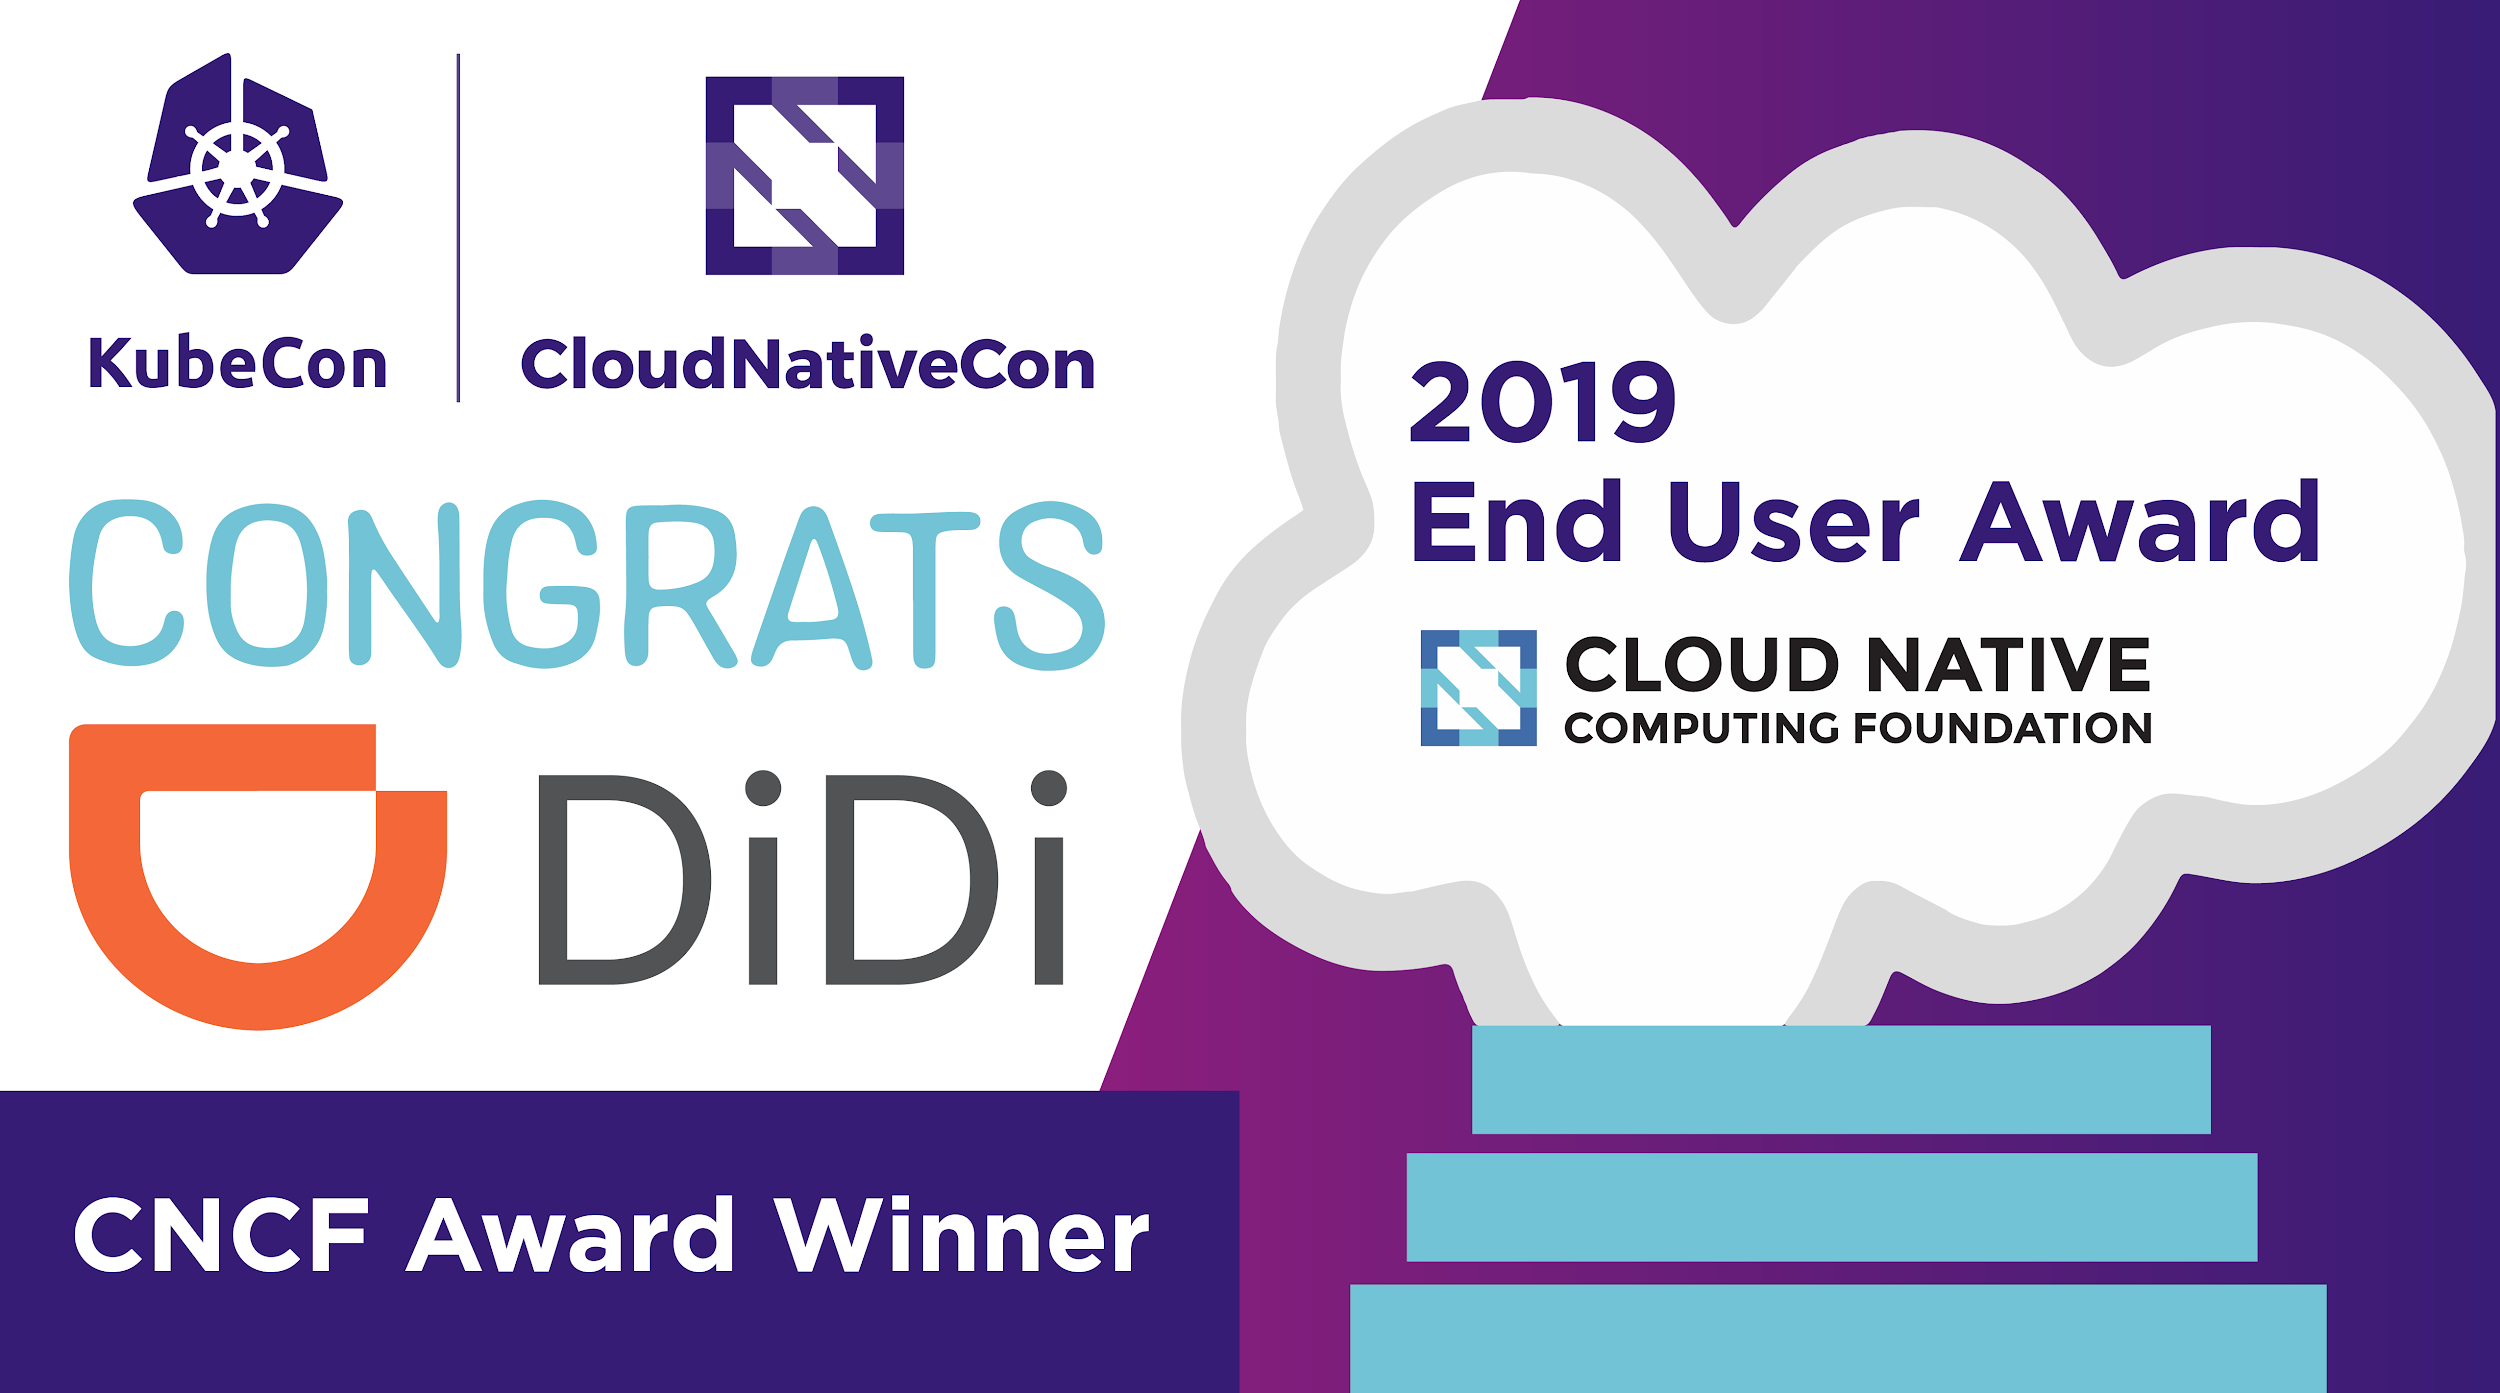 KubeCon
CloudNativeCon
CONGRATS
DiDi
CNCF Award Winner
2019
End User Award
CLOUD NATIVE
COMPUTING FOUNDATION